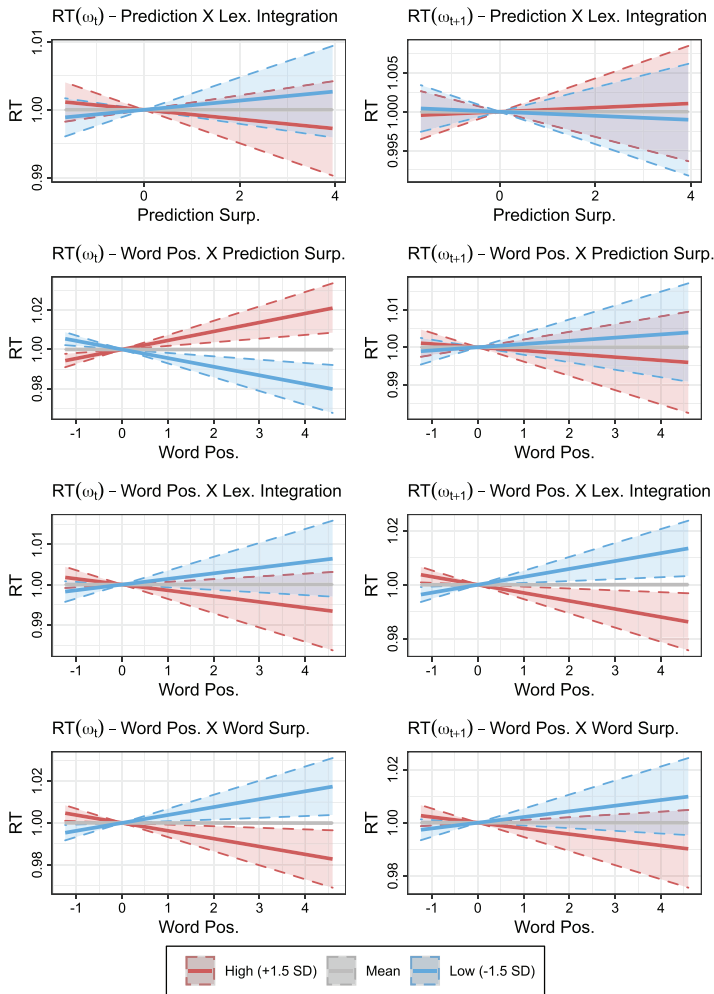 RT(ωt) – Prediction X Lex. Integration
RT
1.01
1.00
0.99
0 2 4
Prediction Surp.
RT(ωt+1) – Prediction X Lex. Integration
RT
1.005
1.000
0.995
0 2 4
Prediction Surp.
RT(ωt) – Word Pos. X Prediction Surp.
RT
1.02
1.00
0.98
-1 0 1 2 3 4
Word Pos.
RT(ωt+1) – Word Pos. X Prediction Surp.
RT
1.01
1.00
0.99
-1 0 1 2 3 4
Word Pos.
RT(ωt) – Word Pos. X Lex. Integration
RT
1.01
1.00
0.99
-1 0 1 2 3 4
Word Pos.
RT(ωt+1) – Word Pos. X Lex. Integration
RT
1.02
1.00
0.98
-1 0 1 2 3 4
Word Pos.
RT(ωt) – Word Pos. X Word Surp.
RT
1.02
1.00
0.98
-1 0 1 2 3 4
Word Pos.
RT(ωt+1) – Word Pos. X Word Surp.
RT
1.02
1.00
0.98
-1 0 1 2 3 4
Word Pos.
High (+1.5 SD) Mean Low (-1.5 SD)